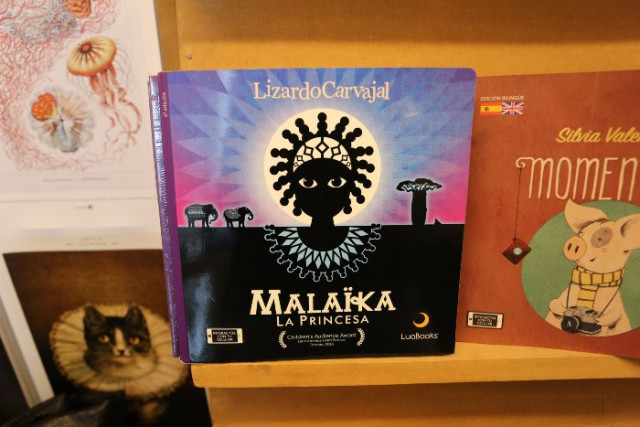 LizardoCarvajal
MALAÏKA
LA PRINCESA
Children's Audience Award
LuaBooks
EDICIÓN BILINGÜE
Silvia Vale
MOMEN